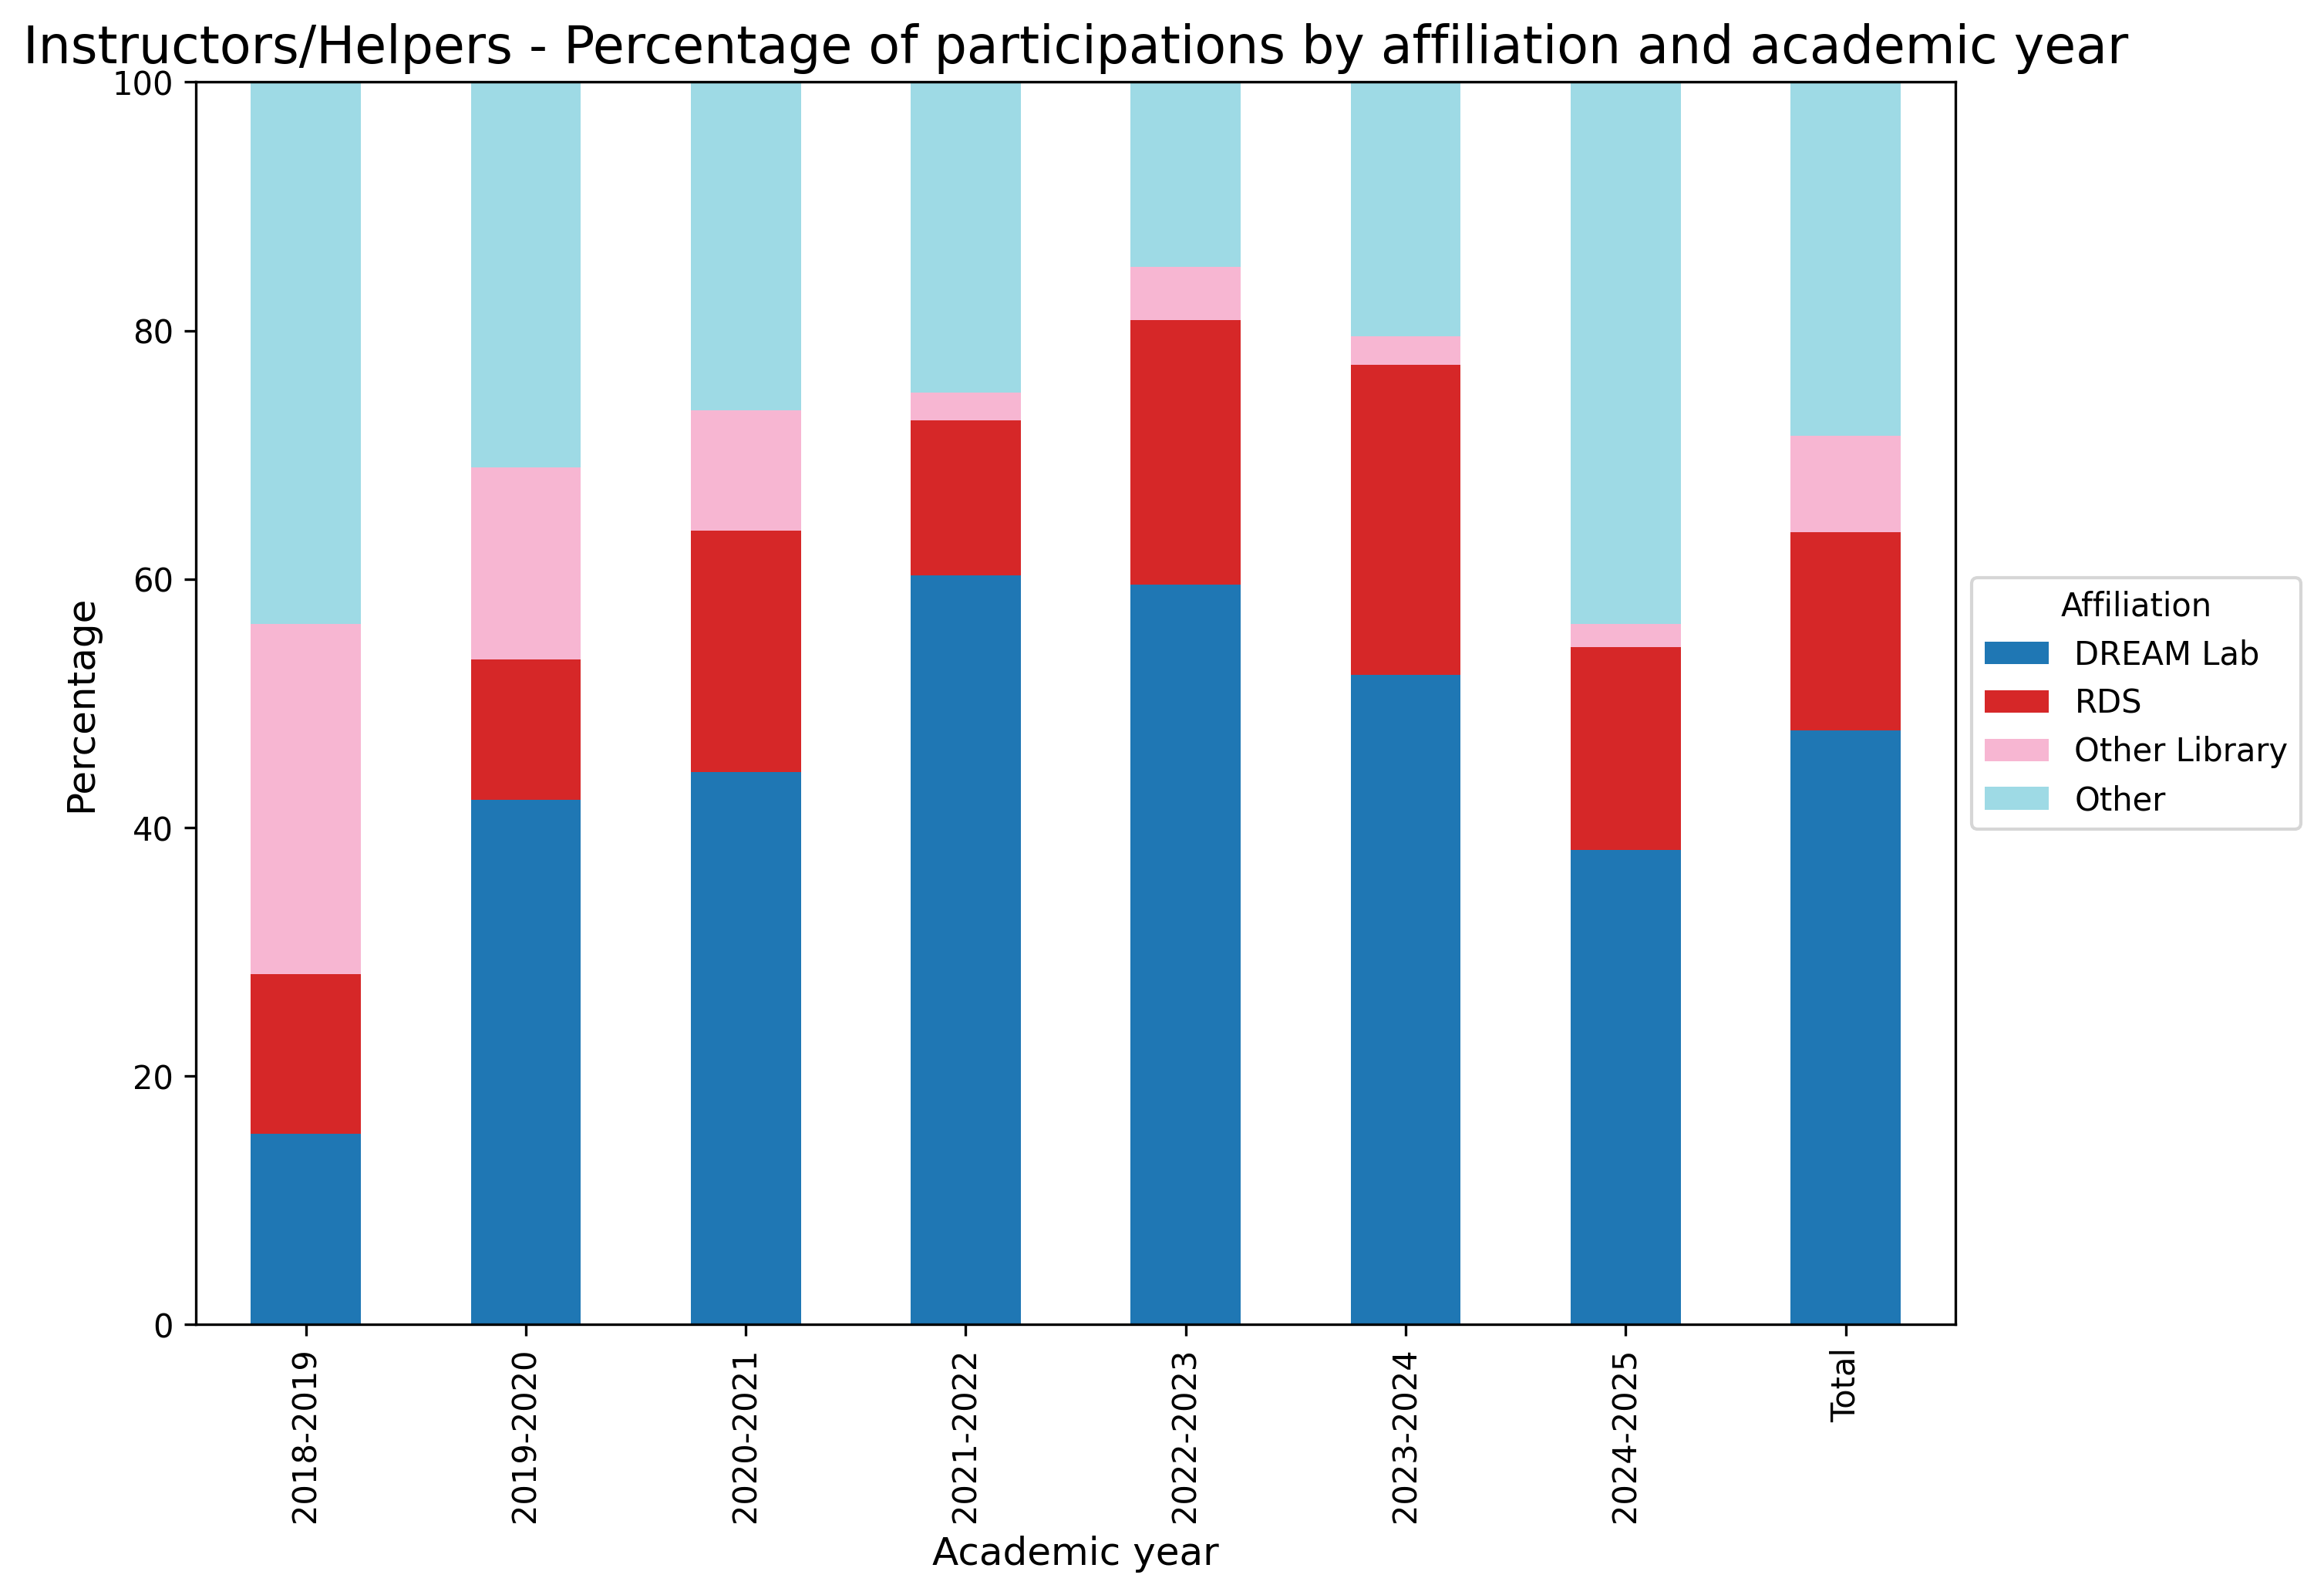 Instructors/Helpers - Percentage of participations by affiliation and academic year
100
80
60
40
20
0
Percentage
2018-2019
2019-2020
2020-2021
2021-2022
2022-2023
2023-2024
2024-2025
Total
Academic year
Affiliation
DREAM Lab
RDS
Other Library
Other